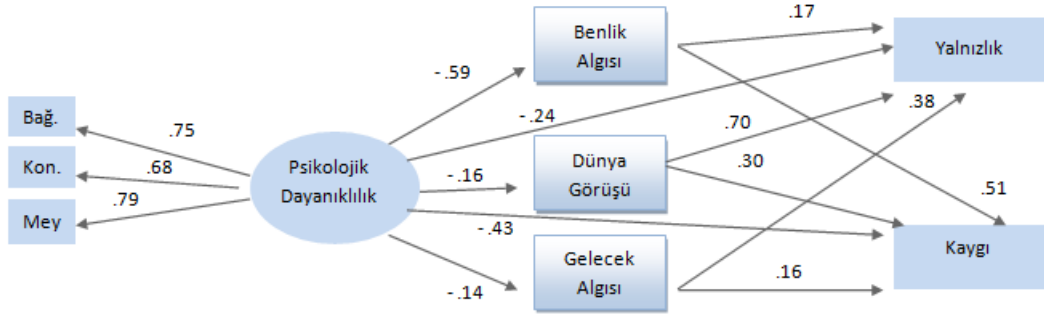 Bağ.
Kon.
Mey
.75
.68
.79
Psikolojik
Dayanıklılık
- .59
- .24
- .16
- .43
- .14
Benlik
Algısı
Dünya
Görüşü
Gelecek
Algısı
.17
.38
.70
.30
.51
.16
Yalnızlık
Kaygı